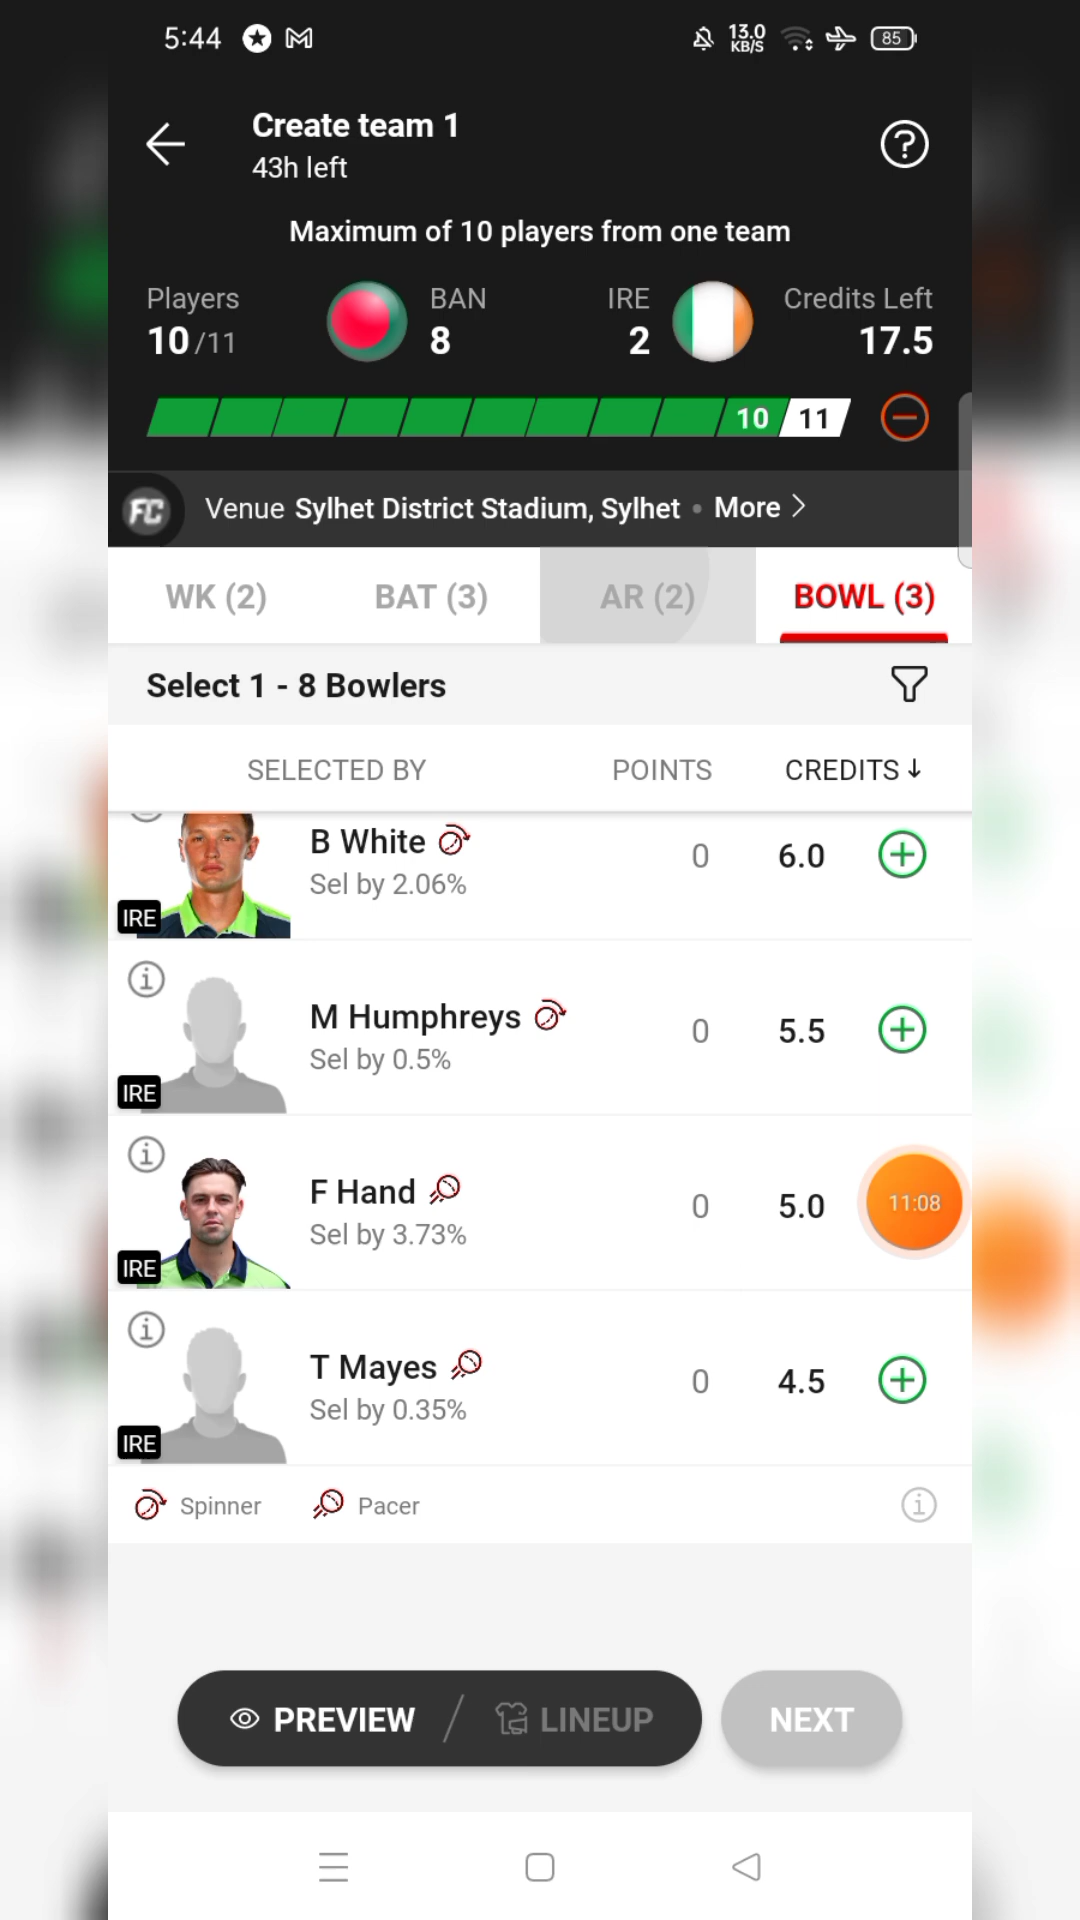 5:44
13.0
KB/S
85
Create team 1
43h left
Maximum of 10 players from one team
Players
10/11
BAN
8
IRE
2
Credits Left
17.5
10
11
FC
Venue Sylhet District Stadium, Sylhet • More
WK (2)
BAT (3)
AR (2)
BOWL (3)
Select 1 - 8 Bowlers
SELECTED BY
POINTS
CREDITS↓
B White
Sel by 2.06%
IRE
0
6.0
M Humphreys
Sel by 0.5%
IRE
0
5.5
F Hand
Sel by 3.73%
IRE
0
5.0
11:08
T Mayes
Sel by 0.35%
IRE
0
4.5
Spinner
Pacer
PREVIEW / LINEUP
NEXT